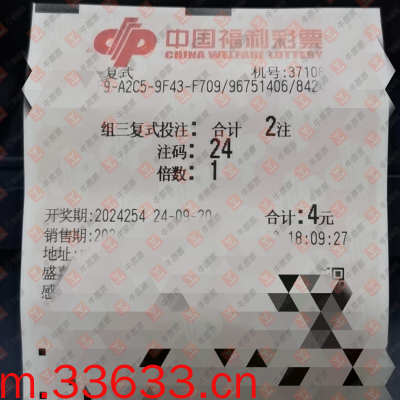 中国福利彩票
CHINA WELFARE LOTTERY
复式 机号:3710
9-A2C5-9F43-F709/96751406/842
组三复式投注: 合计 2注
注码: 24
倍数: 1
开奖期:2024254 24-09-20 合计:4元
销售期:202 18:09:27
地址:
盛
感
m.33633.cn